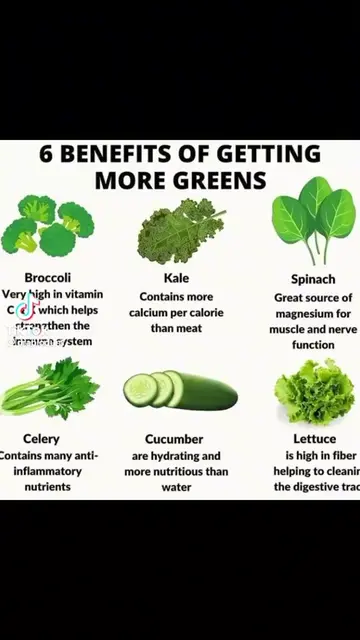 6 BENEFITS OF GETTING
MORE GREENS
Broccoli
Very high in vitamin
C which helps
strengthen the
immune system
Kale
Contains more
calcium per calorie
than meat
Spinach
Great source of
magnesium for
muscle and nerve
function
Celery
Contains many anti-
inflammatory
nutrients
Cucumber
are hydrating and
more nutritious than
water
Lettuce
is high in fiber
helping to cleanin
the digestive trac